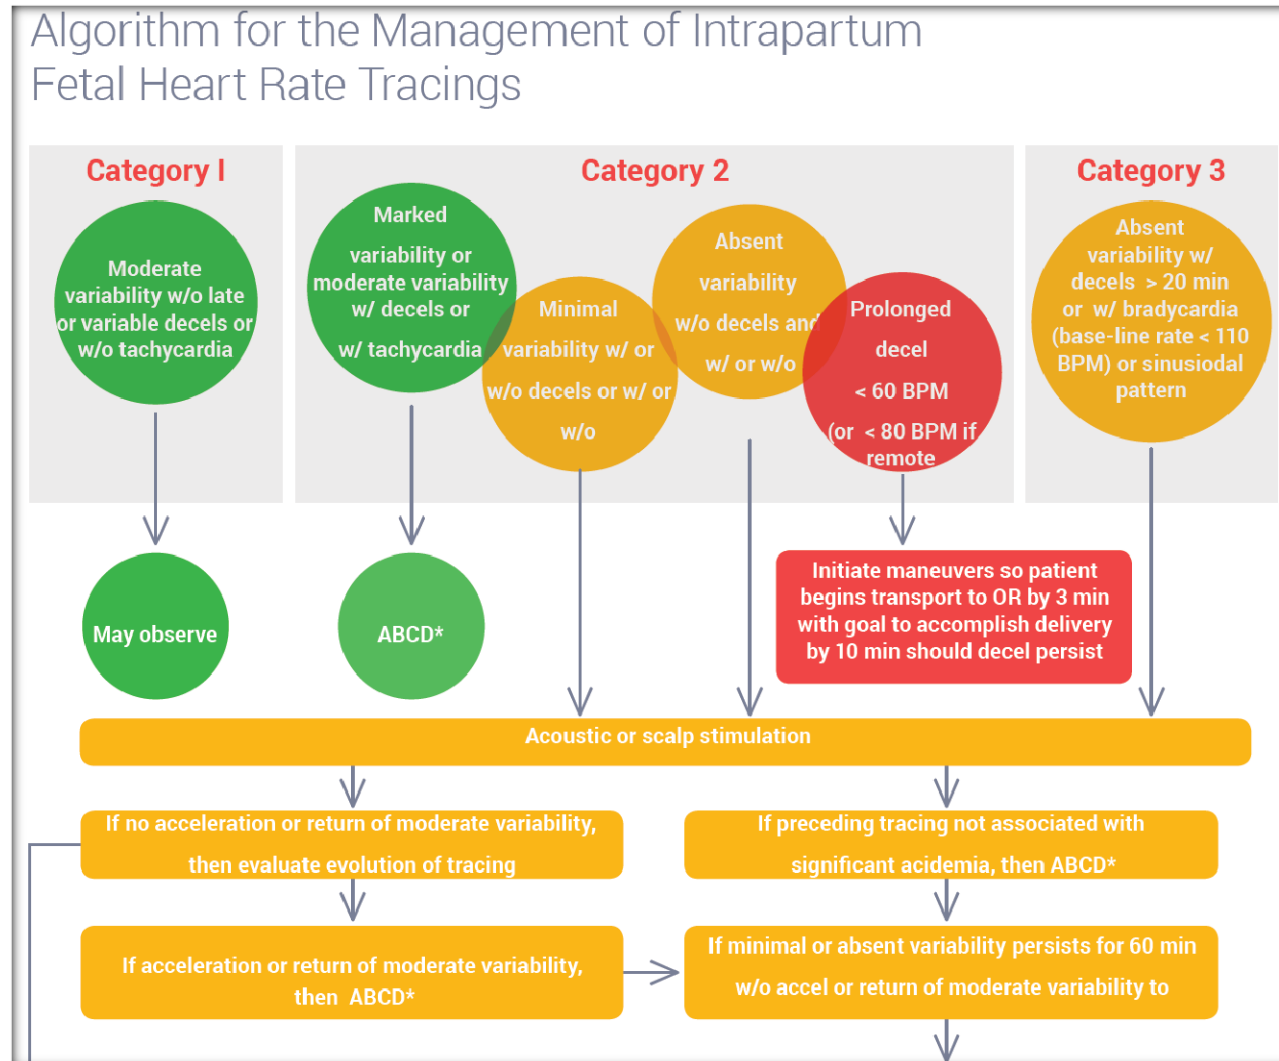 Algorithm for the Management of Intrapartum
Fetal Heart Rate Tracings
Category I
Moderate
variability w/o late
or variable decels or
w/o tachycardia
Category 2
Marked
variability or
moderate variability
w/ decels or
w/ tachycardia
Minimal
variability w/ or
w/o decels or w/ or
w/o
Absent
variability
w/o decels and
w/ or w/o
Prolonged
decel
< 60 BPM
(or < 80 BPM if
remote
Category 3
Absent
variability w/
decels > 20 min
or w/ bradycardia
(base-line rate < 110
BPM) or sinusiodal
pattern
May observe
ABCD*
Initiate maneuvers so patient
begins transport to OR by 3 min
with goal to accomplish delivery
by 10 min should decel persist
Acoustic or scalp stimulation
If no acceleration or return of moderate variability,
then evaluate evolution of tracing
If preceding tracing not associated with
significant acidemia, then ABCD*
If acceleration or return of moderate variability,
then ABCD*
If minimal or absent variability persists for 60 min
w/o accel or return of moderate variability to